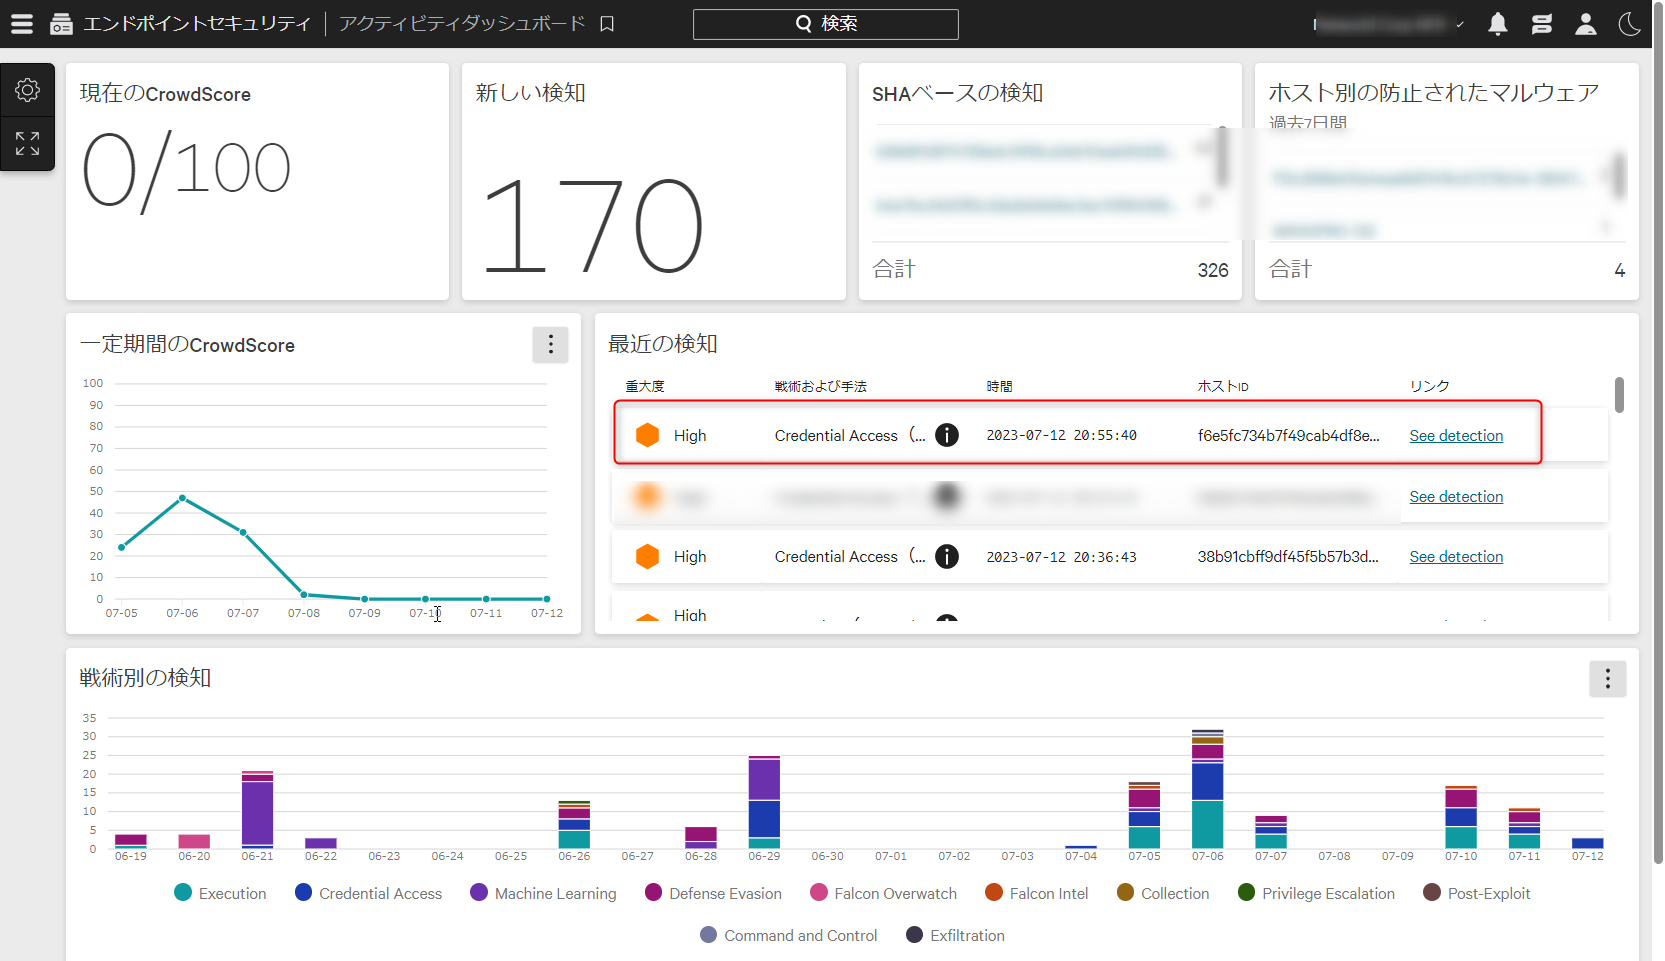 エンドポイントセキュリティ アクティビティダッシュボード 検索
現在のCrowdScore
0/100
新しい検知
170
SHAベースの検知
合計 326
ホスト別の防止されたマルウェア
過去7日間
合計 4
一定期間のCrowdScore
100
90
80
70
60
50
40
30
20
10
0
07-05 07-06 07-07 07-08 07-09 07-10 07-11 07-12
最近の検知
重大度 戦術および手法 時間 ホストID リンク
High Credential Access (... 2023-07-12 20:55:40 f6e5fc734b7f49cab4df8e... See detection
See detection
High Credential Access (... 2023-07-12 20:36:43 38b91cbff9df45f5b57b3d... See detection
High
戦術別の検知
35
30
25
20
15
10
5
0
06-19 06-20 06-21 06-22 06-23 06-24 06-25 06-26 06-27 06-28 06-29 06-30 07-01 07-02 07-03 07-04 07-05 07-06 07-07 07-08 07-09 07-10 07-11 07-12
Execution Credential Access Machine Learning Defense Evasion Falcon Overwatch Falcon Intel Collection Privilege Escalation Post-Exploit
Command and Control Exfiltration